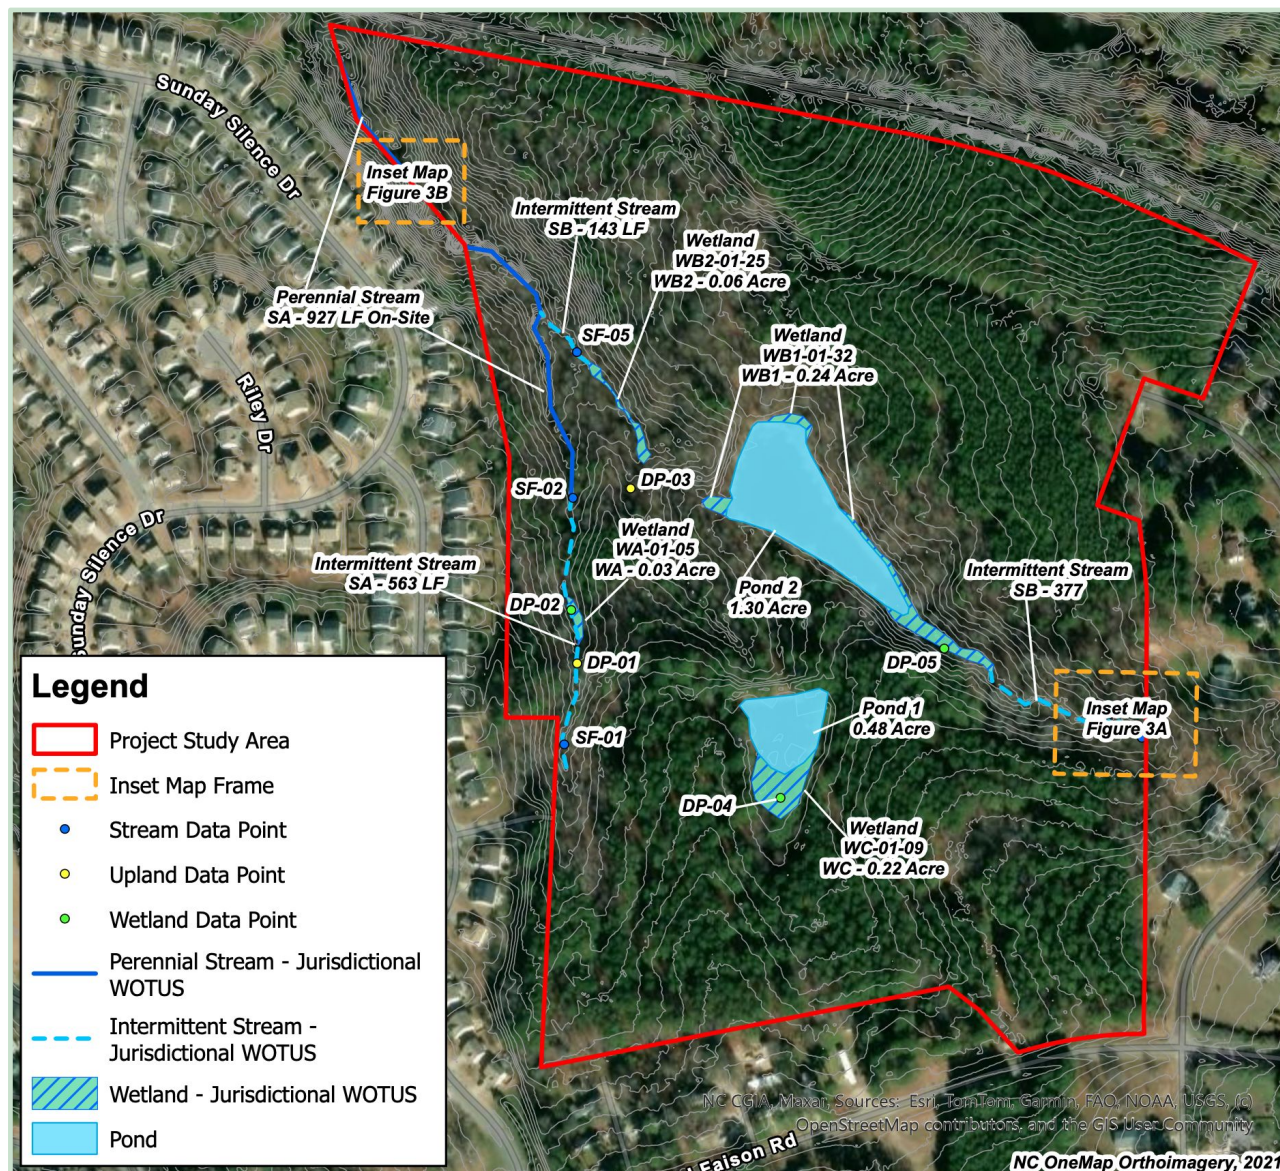 Sunday Silence Dr
Inset Map
Figure 3B
Intermittent Stream
SB - 143 LF
Wetland
WB2-01-25
WB2 - 0.06 Acre
Perennial Stream
SA - 927 LF On-Site
SF-05
Wetland
WB1-01-32
WB1 - 0.24 Acre
Riley Dr
SF-02
DP-03
Sunday Silence Dr
Wetland
WA-01-05
WA - 0.03 Acre
Intermittent Stream
SA - 563 LF
Pond 2
1.30 Acre
Intermittent Stream
SB - 377
DP-02
DP-01
DP-05
SF-01
Pond 1
0.48 Acre
Inset Map
Figure 3A
DP-04
Wetland
WC-01-09
WC - 0.22 Acre
Legend
Project Study Area
Inset Map Frame
Stream Data Point
Upland Data Point
Wetland Data Point
Perennial Stream - Jurisdictional
WOTUS
Intermittent Stream -
Jurisdictional WOTUS
Wetland - Jurisdictional WOTUS
Pond
NC CGIA, Maxar, Sources: Esri, TomTom, Garmin, FAO, NOAA, USGS, (c)
OpenStreetMap contributors, and the GIS User Community
Faison Rd
NC OneMap Orthoimagery, 2021